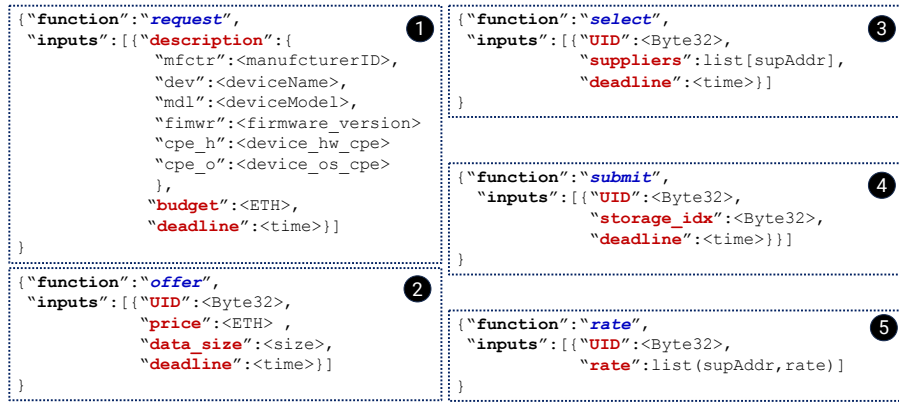 {“function”:“request”,
1
“inputs”:[{“description”:{
“mfctr”:<manufcturerID>,
“dev”:<deviceName>,
“mdl”:<deviceModel>,
“fimwr”:<firmware_version>
“cpe_h”:<device_hw_cpe>
“cpe_o”:<device_os_cpe>
},
“budget”:<ETH>,
“deadline”:<time>}]
}
{“function”:“offer”,
2
“inputs”:[{“UID”:<Byte32>,
“price”:<ETH> ,
“data_size”:<size>,
“deadline”:<time>}]
}
{“function”:“select”,
3
“inputs”:[{“UID”:<Byte32>,
“suppliers”:list[supAddr],
“deadline”:<time>}]
}
{“function”:“submit”,
4
“inputs”:[{“UID”:<Byte32>,
“storage_idx”:<Byte32>,
“deadline”:<time>}}]
}
{“function”:“rate”,
5
“inputs”:[{“UID”:<Byte32>,
“rate”:list(supAddr,rate)]
}